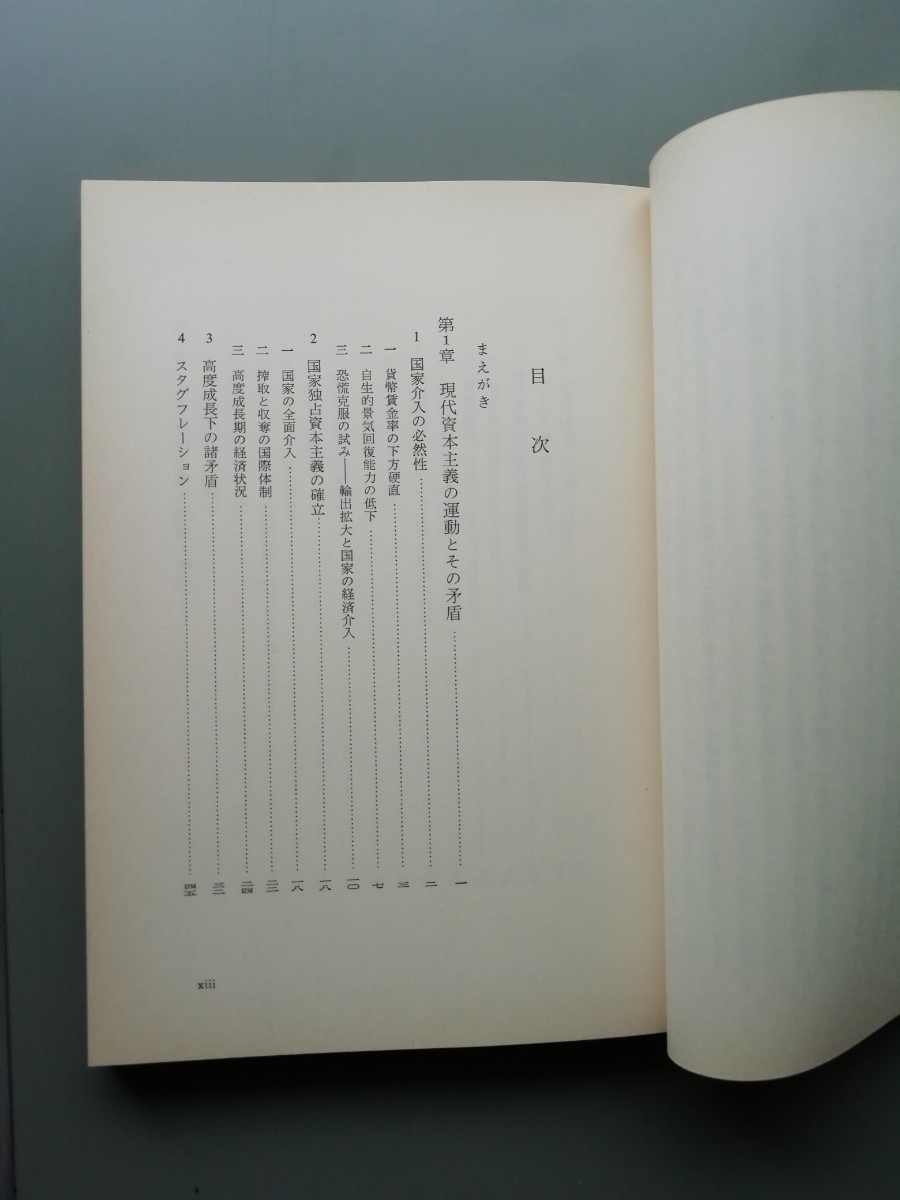 目次
まえがき
第1章 現代資本主義の運動とその矛盾……一
1 国家介入の必然性……二
一 貨幣賃金率の下方硬直……三
二 自生的景気回復能力の低下……七
三 恐慌克服の試み――輸出拡大と国家の経済介入……一〇
2 国家独占資本主義の確立……一八
一 国家の全面介入……一八
二 搾取と収奪の国際体制……二二
三 高度成長期の経済状況……二四
3 高度成長下の諸矛盾……三二
4 スタグフレーション……四五
xiii